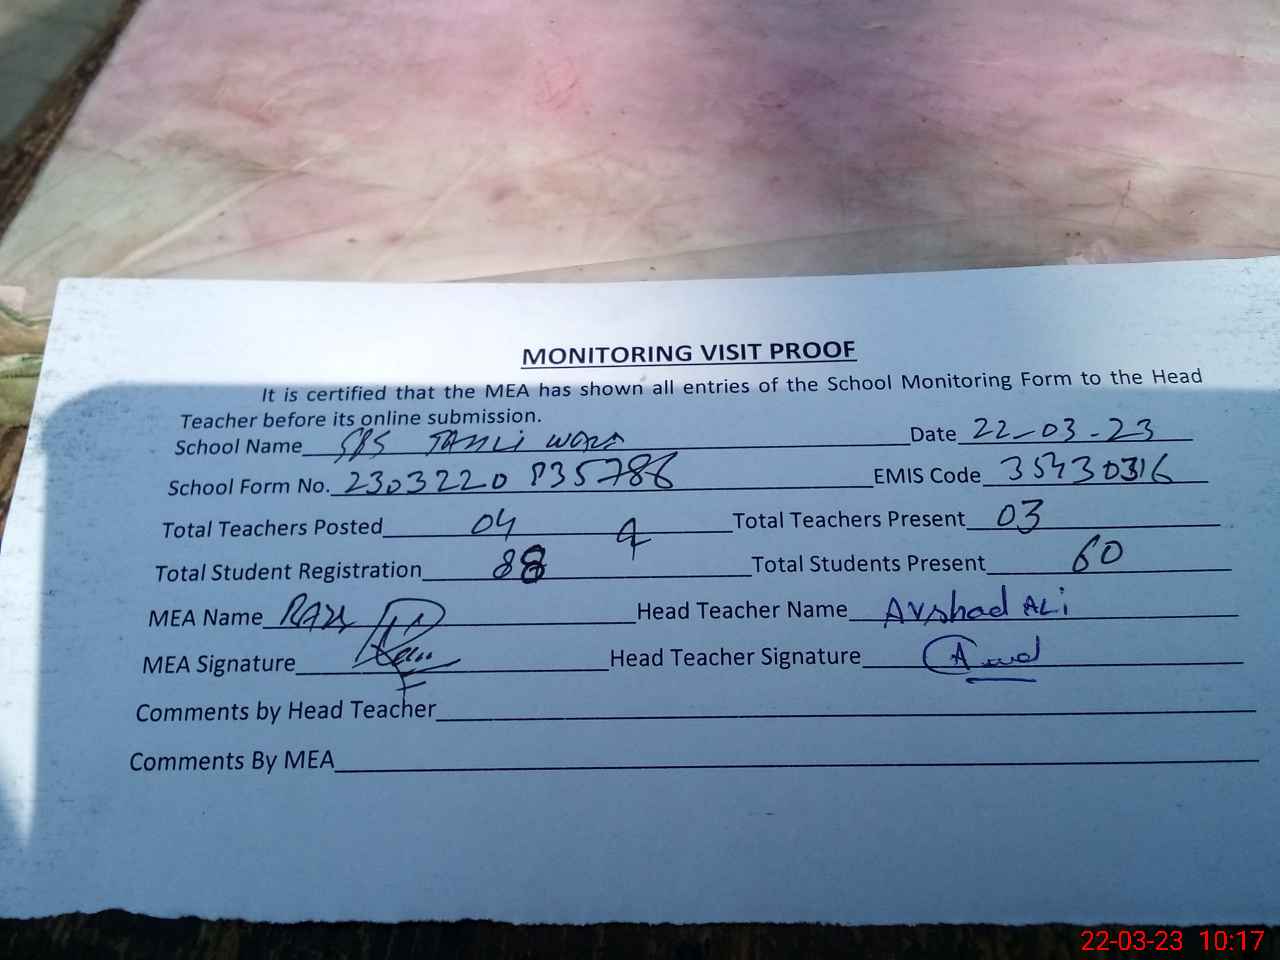 MONITORING VISIT PROOF
It is certified that the MEA has shown all entries of the School Monitoring Form to the Head
Teacher before its online submission.
School Name Date 22-03-23
School Form No. 2303220 P35786 EMIS Code 35430316
Total Teachers Posted 04 Total Teachers Present 03
Total Student Registration 88 Total Students Present 60
MEA Name Head Teacher Name Arshad ALi
MEA Signature Head Teacher Signature
Comments by Head Teacher
Comments By MEA
22-03-23 10:17